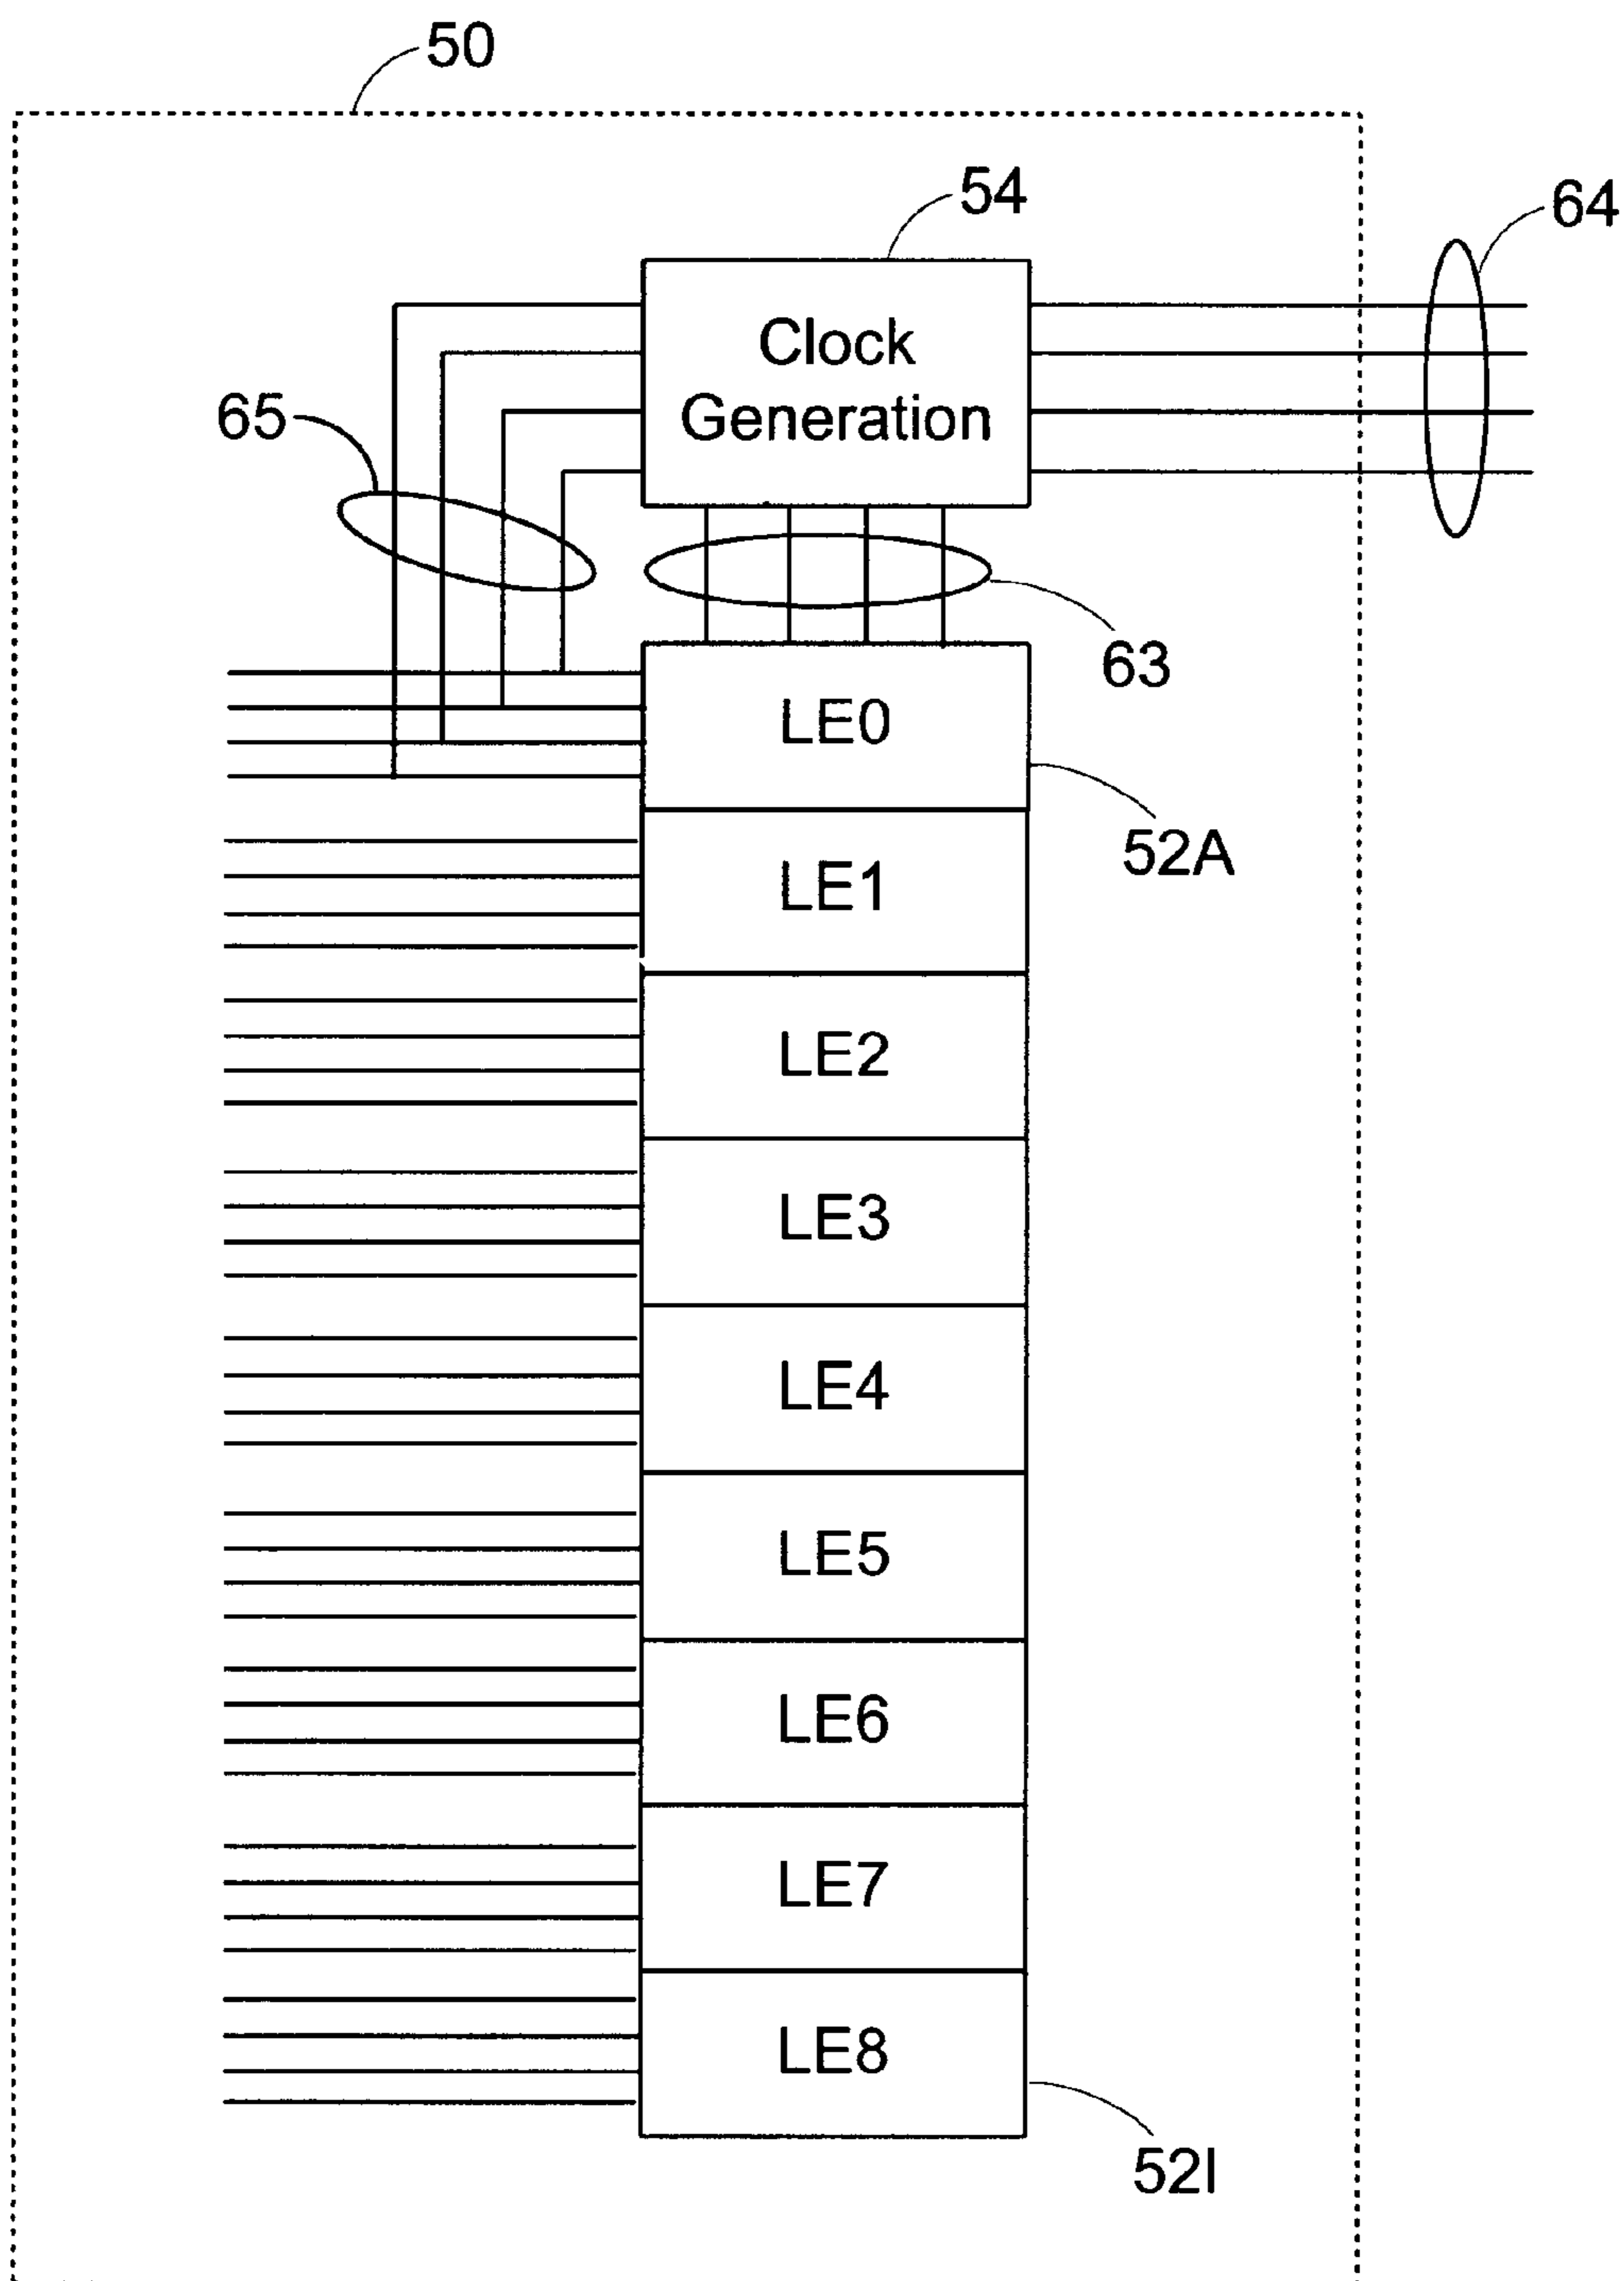 50
54
64
Clock
Generation
65
63
LE0
52A
LE1
LE2
LE3
LE4
LE5
LE6
LE7
LE8
52I